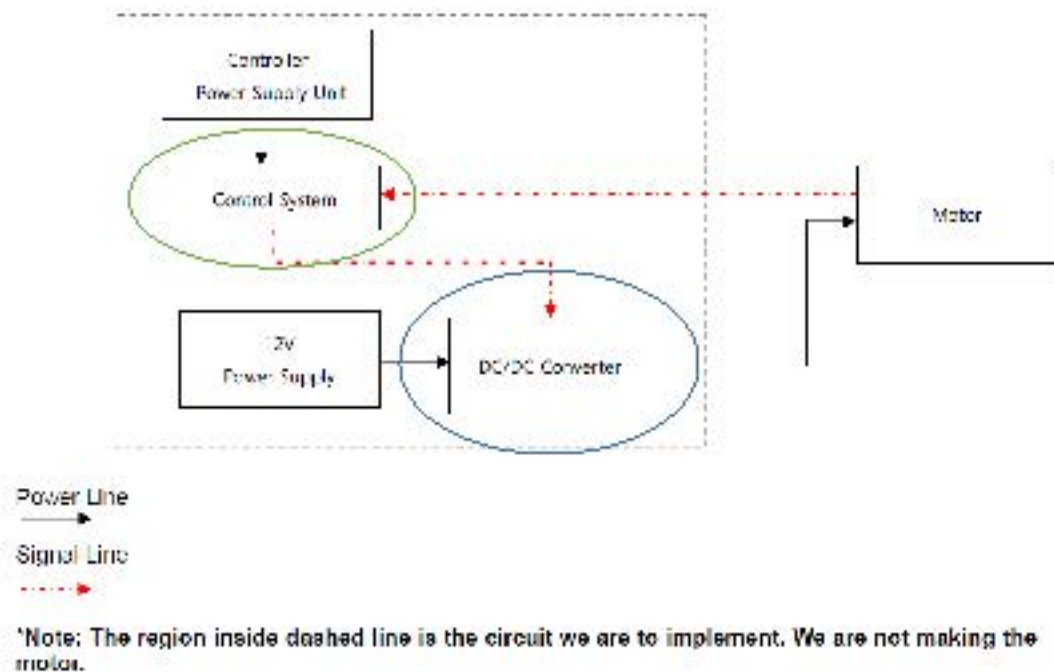 Controller
Power Supply Unit
Control System
Motor
2V
Power Supply
DC/DC Converter
Power Line
Signal Line
*Note: The region inside dashed line is the circuit we are to implement. We are not making the
motor.